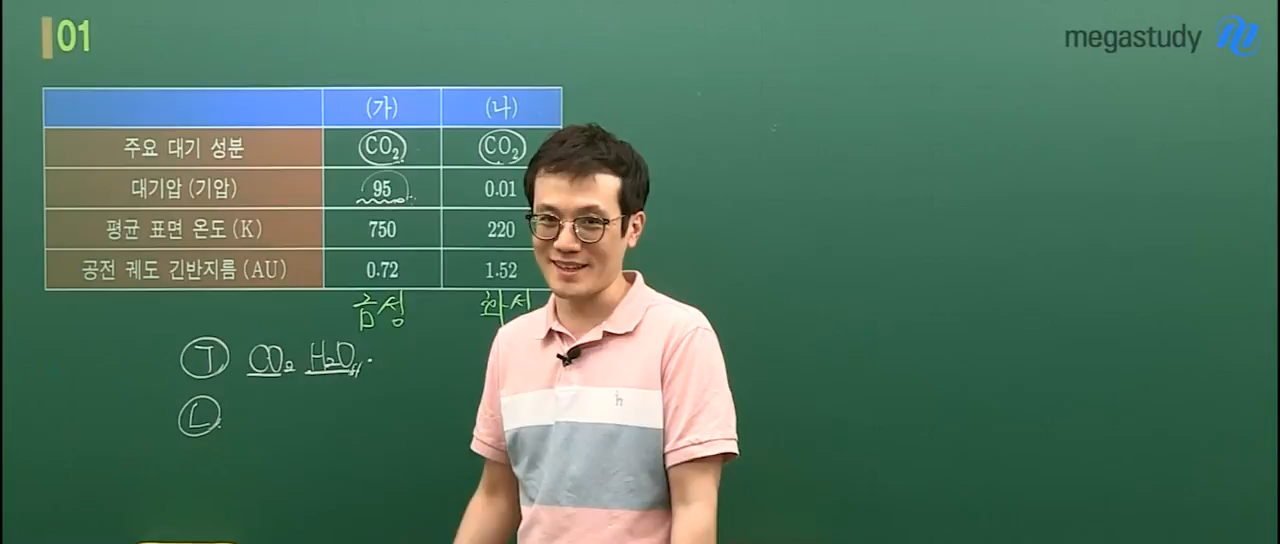 01
megastudy
(가) (나)
주요 대기 성분 CO₂ CO₂
대기압(기압) 95 0.01
평균 표면 온도(K) 750 220
공전 궤도 긴반지름(AU) 0.72 1.52
금성 화성
ㄱ CO₂ H₂O
ㄴ
h